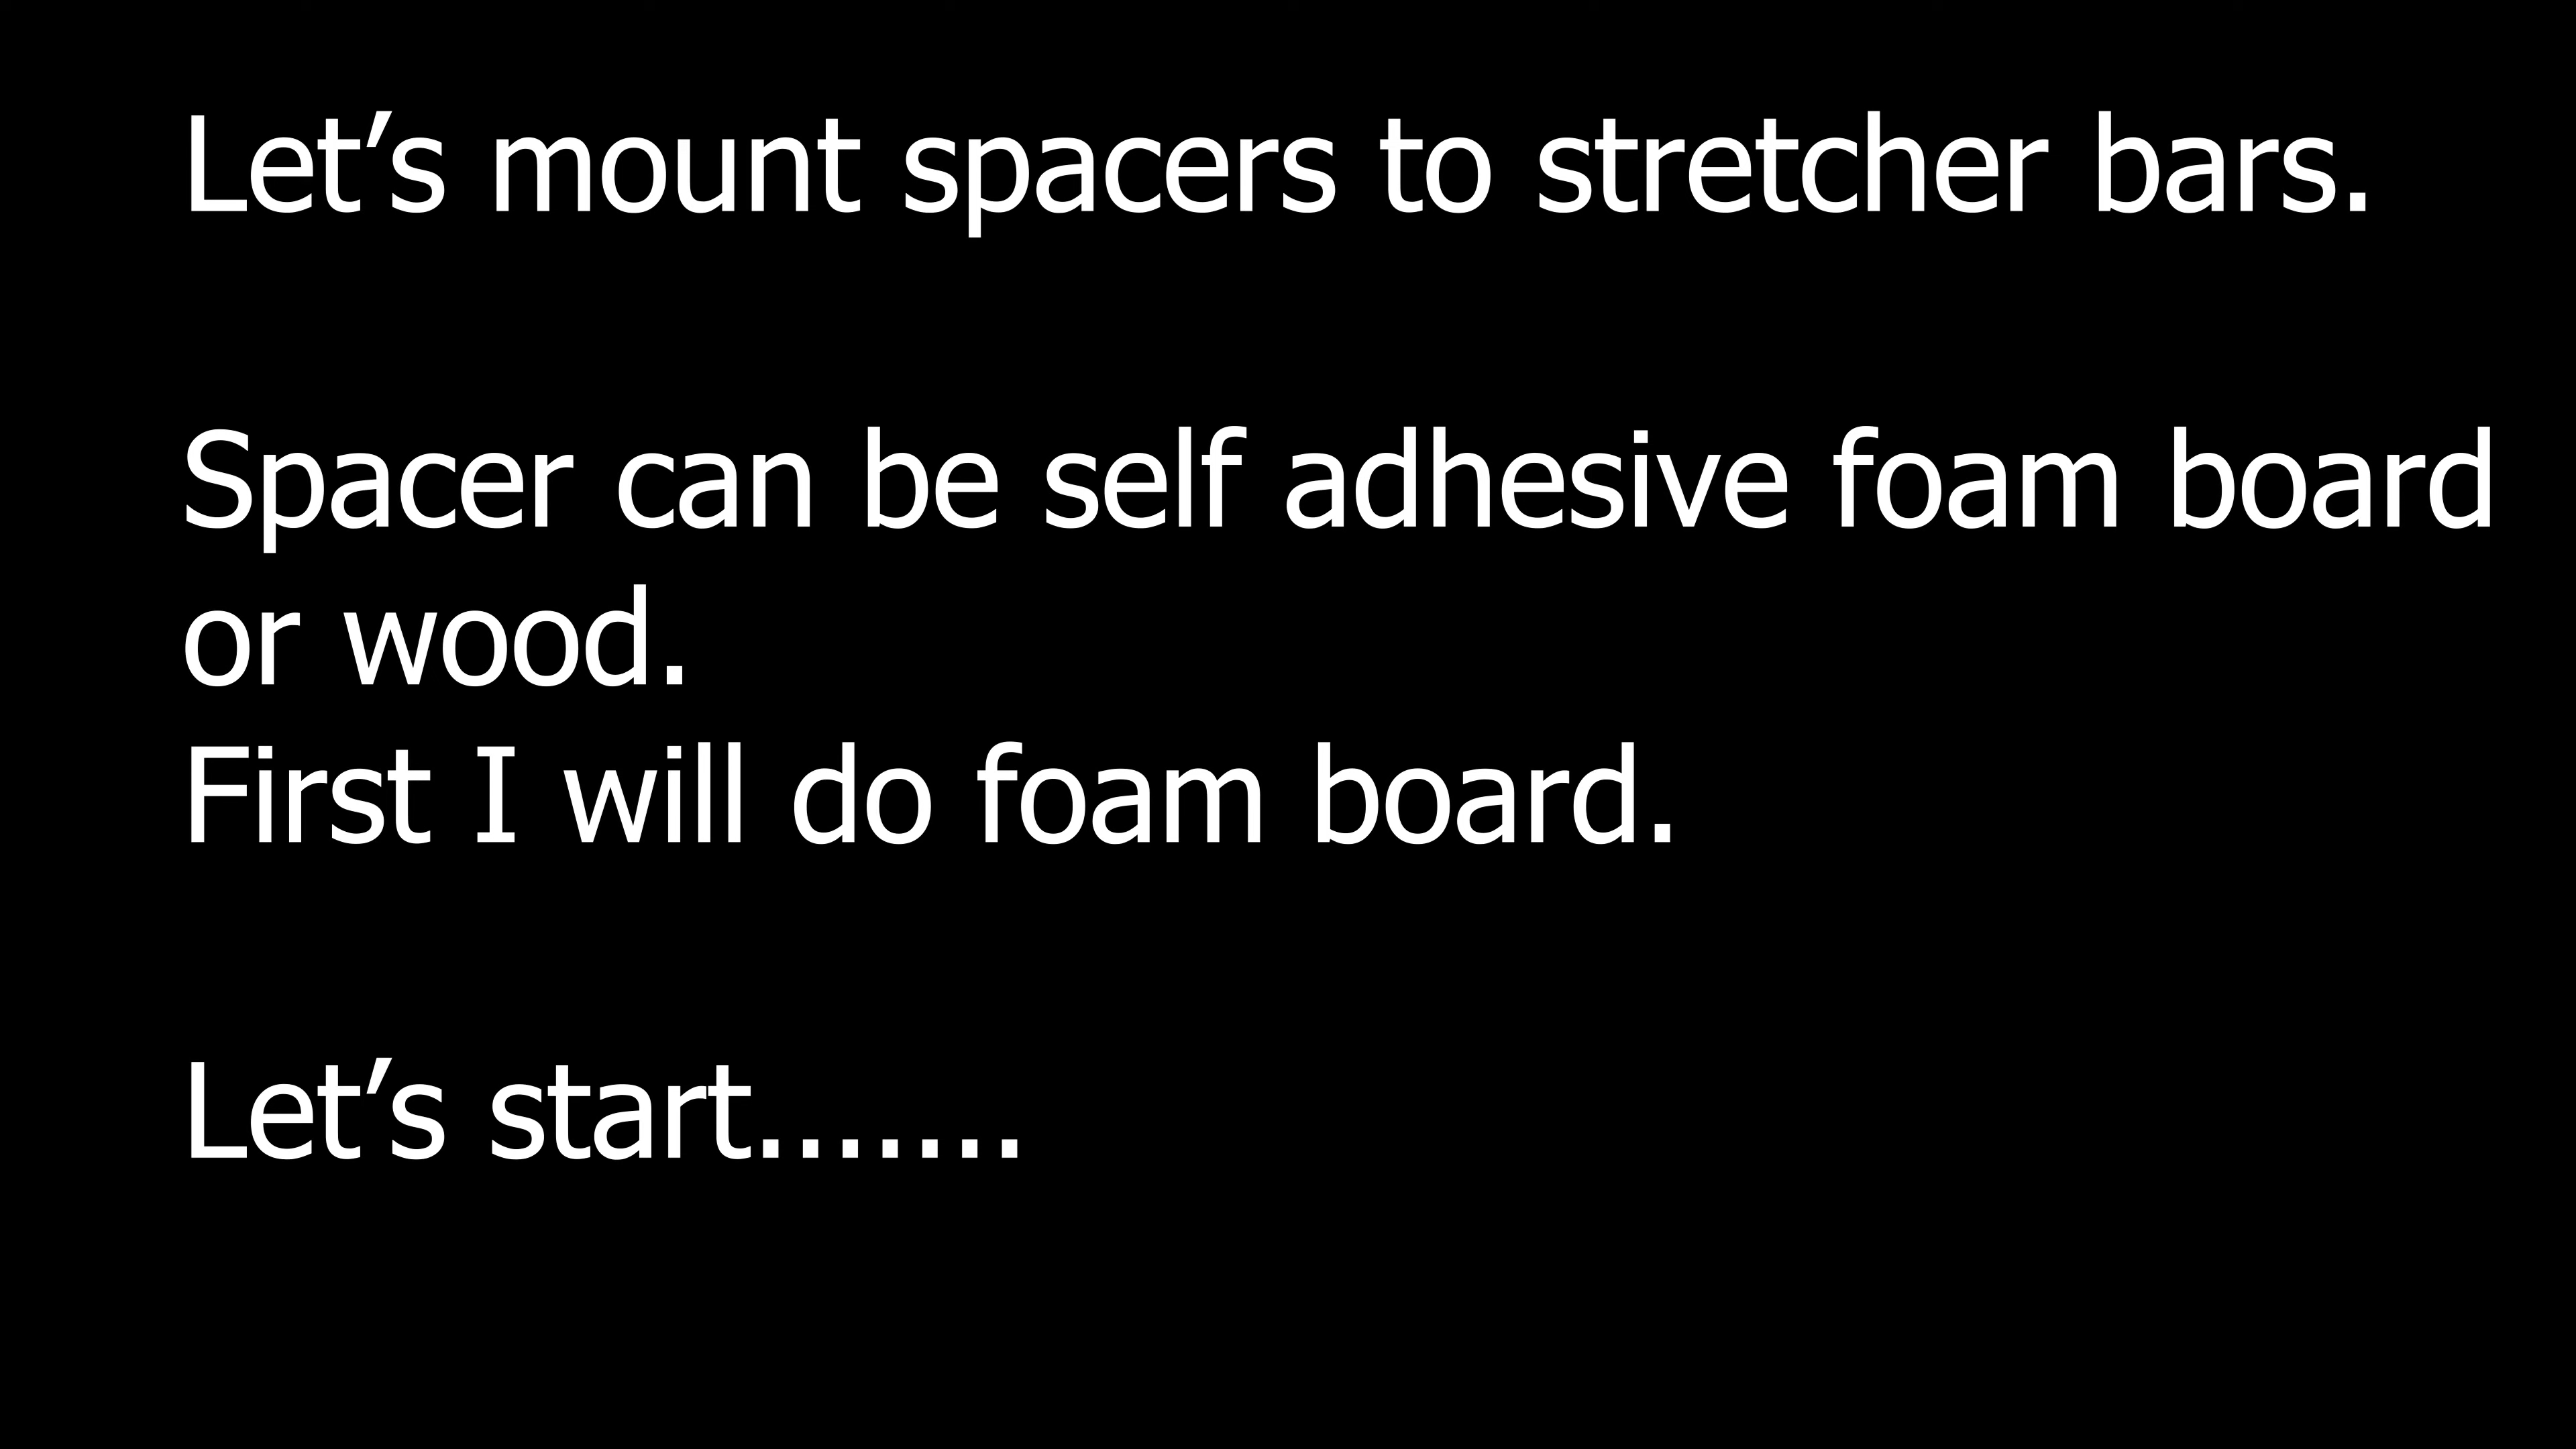 Let’s mount spacers to stretcher bars.
Spacer can be self adhesive foam board
or wood.
First I will do foam board.
Let’s start.......